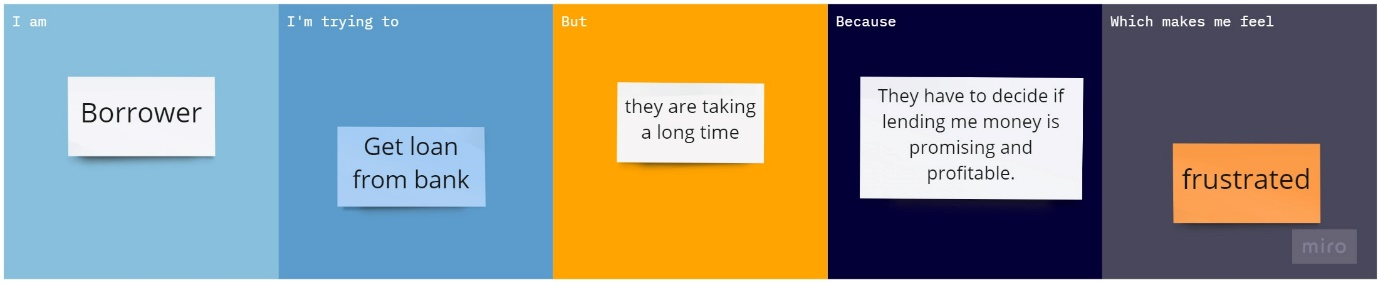 I am
Borrower
I'm trying to
Get loan
from bank
But
they are taking
a long time
Because
They have to decide if
lending me money is
promising and
profitable.
Which makes me feel
frustrated
miro